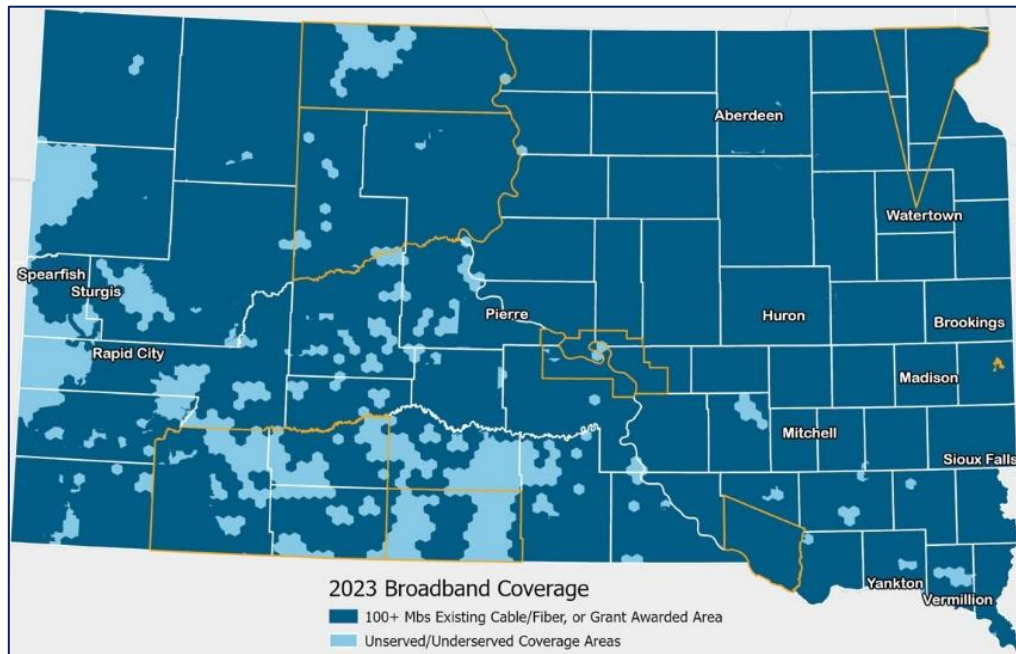 Aberdeen
Watertown
Spearfish
Sturgis
Pierre
Huron
Brookings
Rapid City
Madison
Mitchell
Sioux Falls
Yankton
Vermillion
2023 Broadband Coverage
100+ Mbs Existing Cable/Fiber, or Grant Awarded Area
Unserved/Underserved Coverage Areas